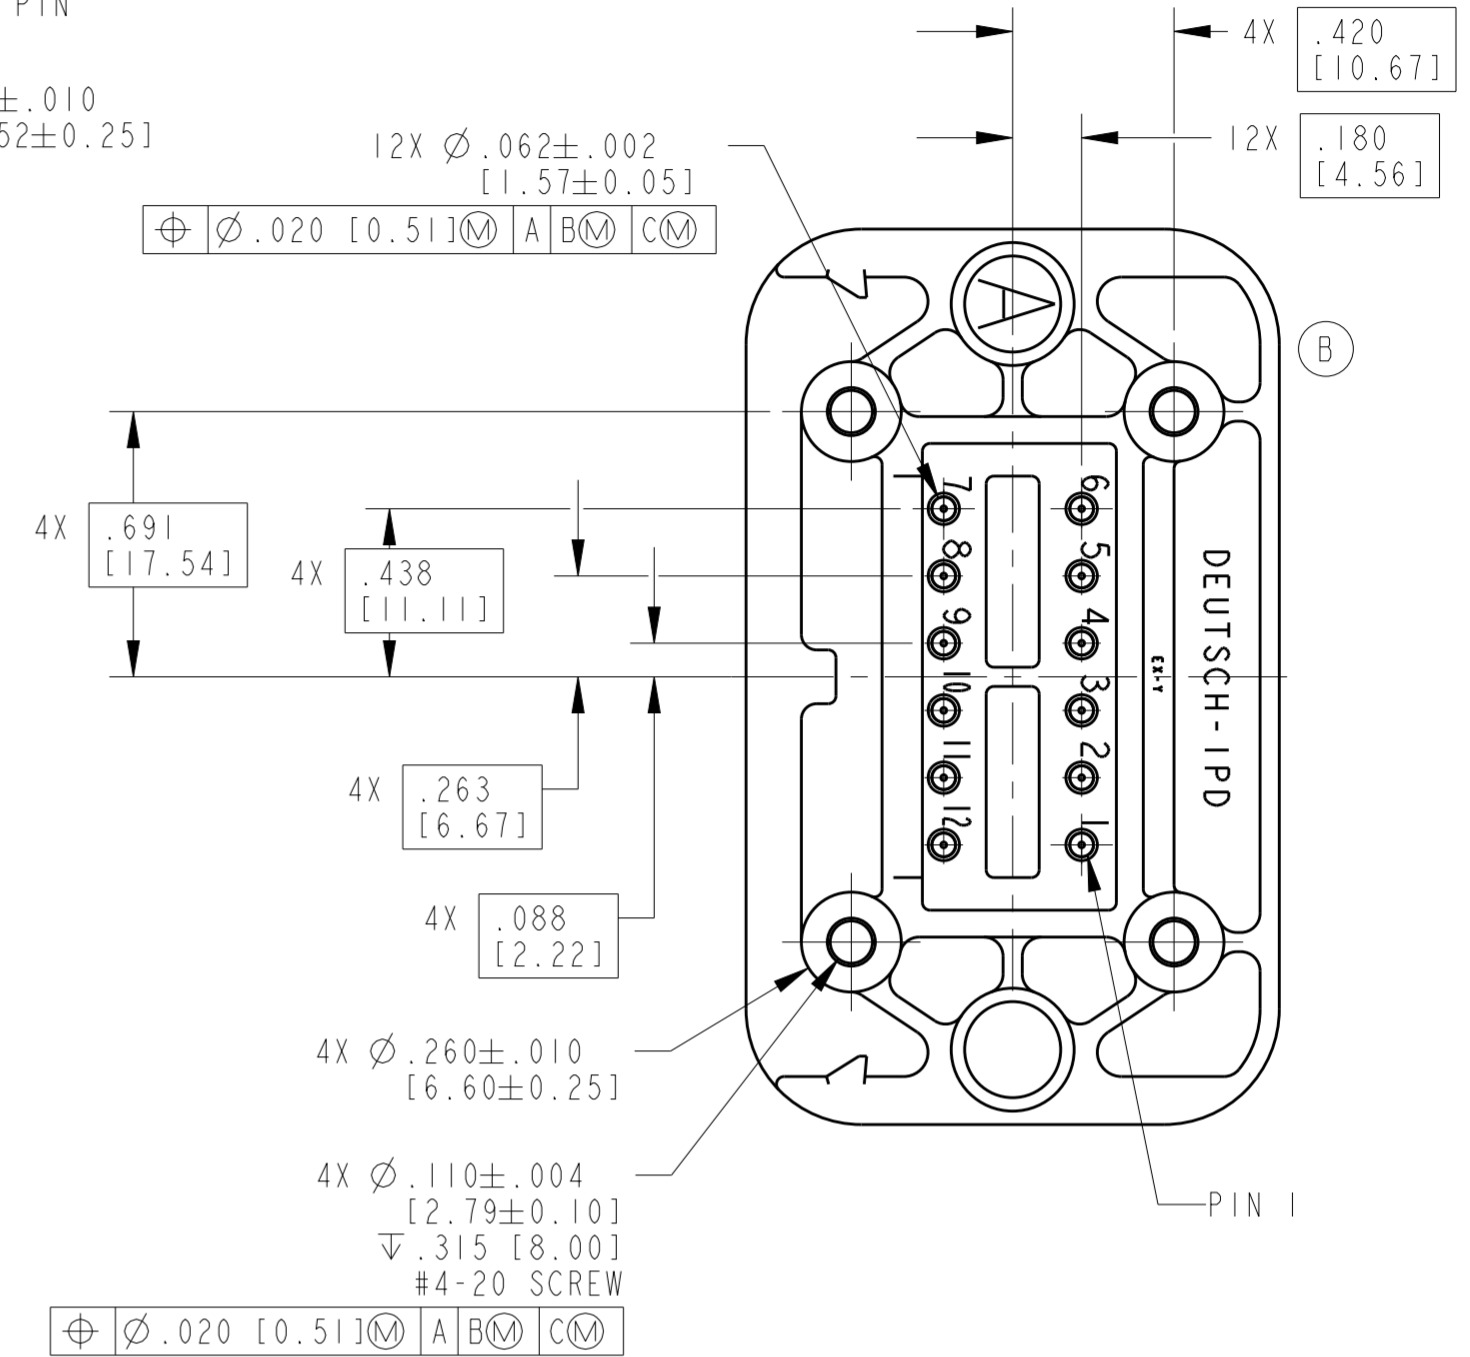 PIN
±.010
52±0.25]
4X .420
[10.67]
12X .180
[4.56]
12X Ø .062±.002
[1.57±0.05]
⌖ Ø.020 [0.51]Ⓜ A BⓂ CⓂ
A
B
4X .691
[17.54]
4X .438
[11.11]
4X .263
[6.67]
4X .088
[2.22]
7 6
8 5
9 4
10 3
11 2
12 1
DEUTSCH-IPD
EX-Y
4X Ø.260±.010
[6.60±0.25]
4X Ø.110±.004
[2.79±0.10]
↧.315 [8.00]
#4-20 SCREW
⌖ Ø.020 [0.51]Ⓜ A BⓂ CⓂ
PIN 1